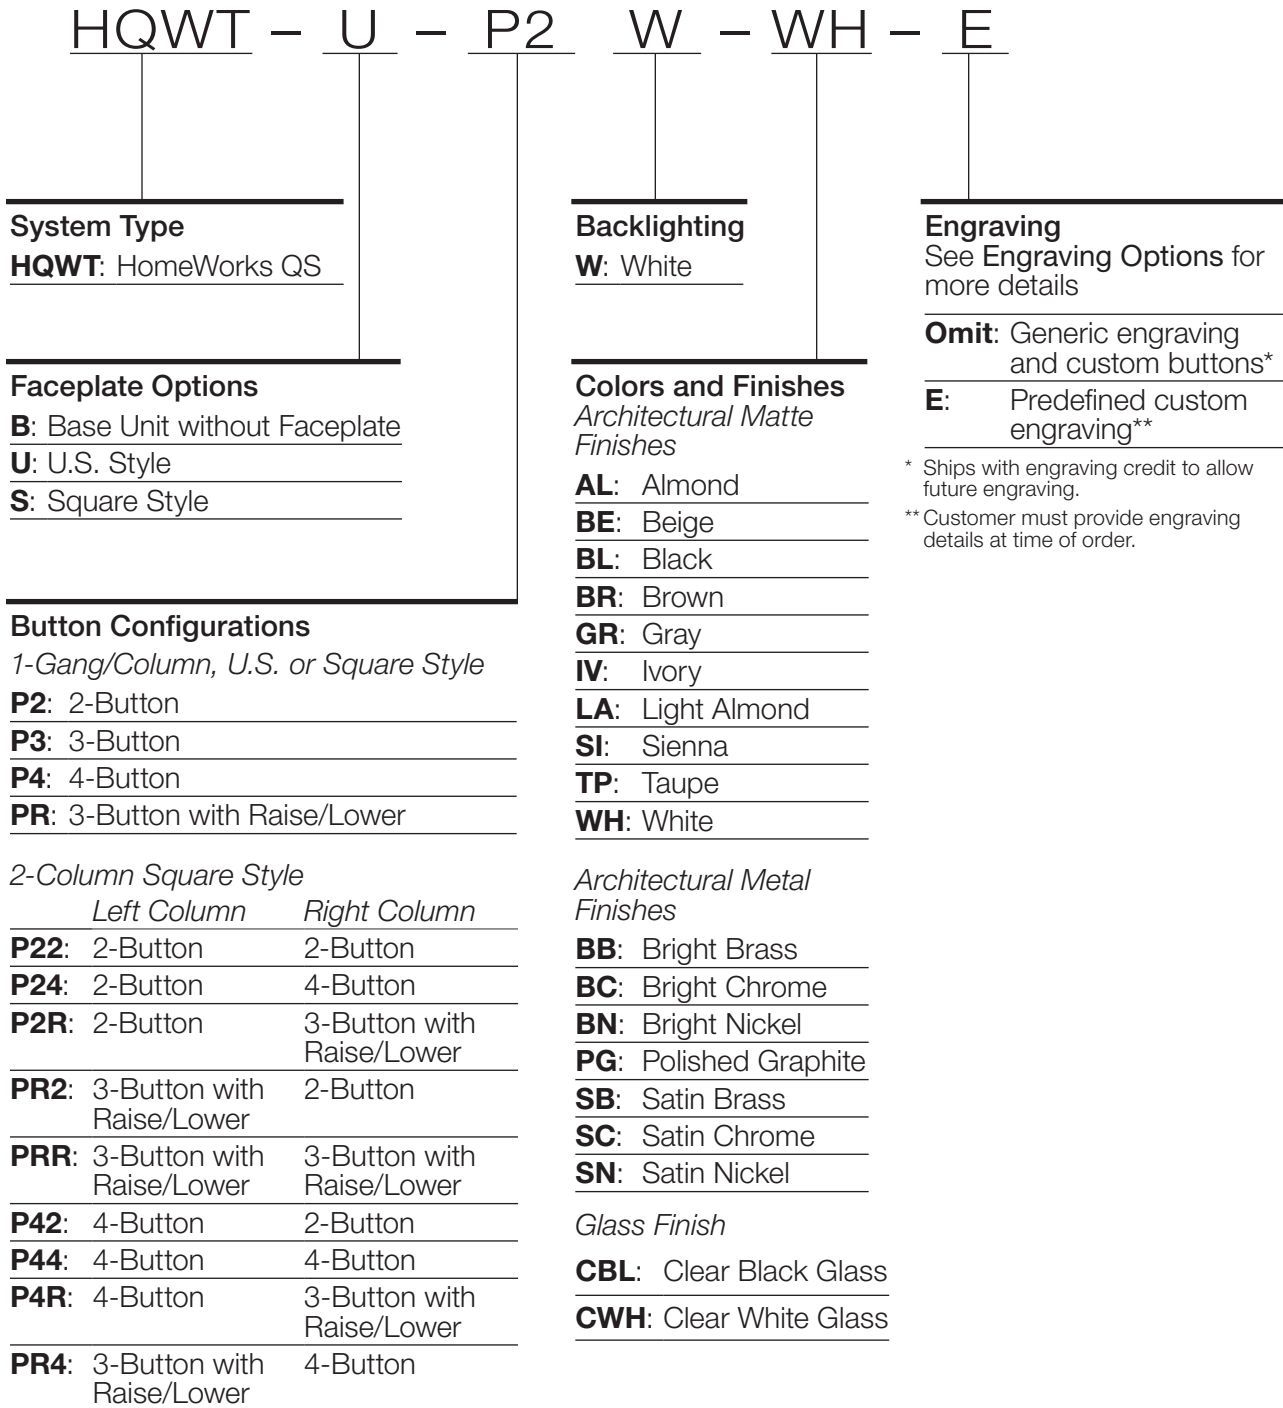 HQWT – U – P2 W – WH – E
System Type
HQWT: HomeWorks QS
Faceplate Options
B: Base Unit without Faceplate
U: U.S. Style
S: Square Style
Button Configurations
1-Gang/Column, U.S. or Square Style
P2: 2-Button
P3: 3-Button
P4: 4-Button
PR: 3-Button with Raise/Lower
2-Column Square Style
Left Column Right Column
P22: 2-Button 2-Button
P24: 2-Button 4-Button
P2R: 2-Button 3-Button with
Raise/Lower
PR2: 3-Button with 2-Button
Raise/Lower
PRR: 3-Button with 3-Button with
Raise/Lower Raise/Lower
P42: 4-Button 2-Button
P44: 4-Button 4-Button
P4R: 4-Button 3-Button with
Raise/Lower
PR4: 3-Button with 4-Button
Raise/Lower
Backlighting
W: White
Colors and Finishes
Architectural Matte
Finishes
AL: Almond
BE: Beige
BL: Black
BR: Brown
GR: Gray
IV: Ivory
LA: Light Almond
SI: Sienna
TP: Taupe
WH: White
Architectural Metal
Finishes
BB: Bright Brass
BC: Bright Chrome
BN: Bright Nickel
PG: Polished Graphite
SB: Satin Brass
SC: Satin Chrome
SN: Satin Nickel
Glass Finish
CBL: Clear Black Glass
CWH: Clear White Glass
Engraving
See Engraving Options for
more details
Omit: Generic engraving
and custom buttons*
E: Predefined custom
engraving**
* Ships with engraving credit to allow
future engraving.
** Customer must provide engraving
details at time of order.